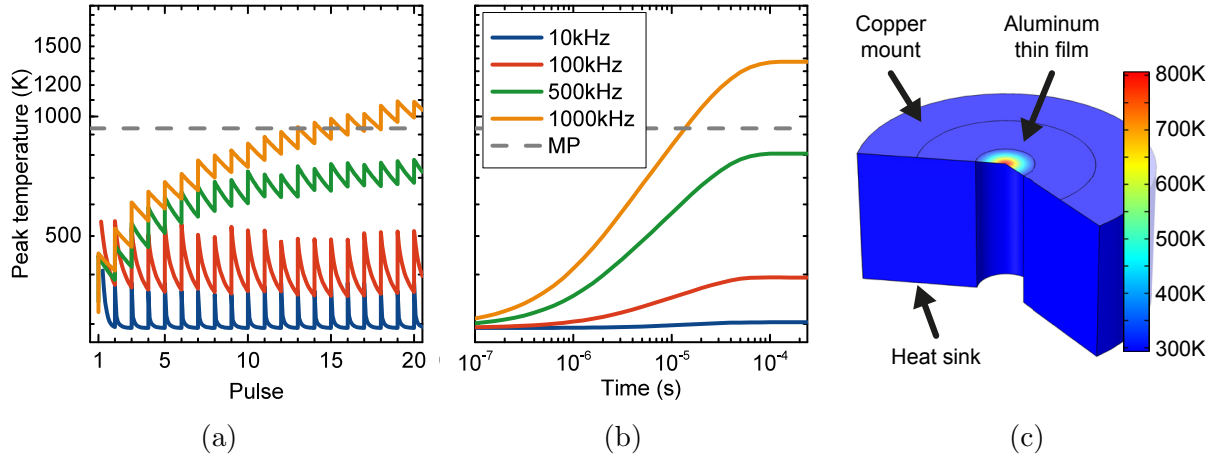 Peak temperature (K)
1500
1200
1000
500
1
5
10
15
20
Pulse
(a)
10kHz
100kHz
500kHz
1000kHz
MP
10-7
10-6
10-5
10-4
Time (s)
(b)
Copper
mount
Aluminum
thin film
Heat sink
800K
700K
600K
500K
400K
300K
(c)